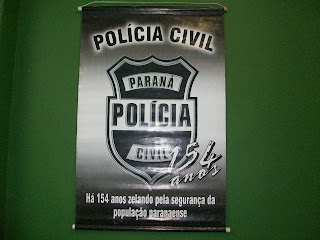 POLÍCIA CIVIL
PARANÁ
POLÍCIA
CIVIL
154
anos
Há 154 anos zelando pela segurança da
população paranaense